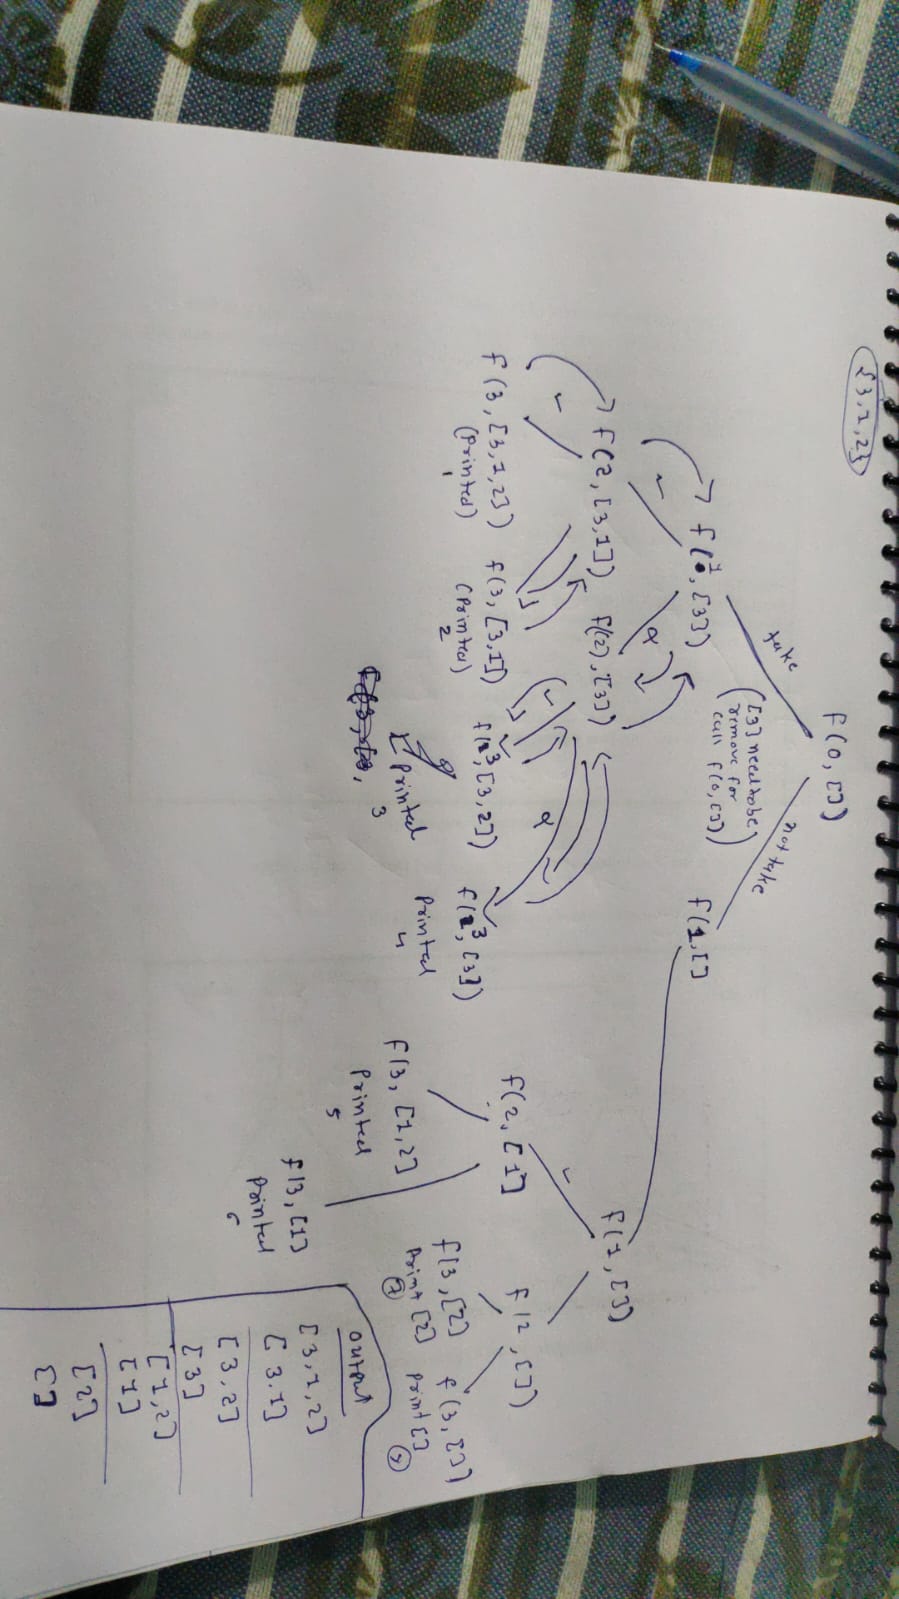 {3,1,2}
f(0, [])
take
not take
f(1, [3])
([3] need to be
remove for
call f(0, []))
f(1, []
f(2, [3,1])
f(2), [3])
f(1, [])
f(3, [3,1,2])
(Printed)
1
f(3, [3,1])
(Printed)
2
f(3, [3,2])
Printed
3
f(3, [3])
Printed
4
f(2, [1]
f(2, [])
f(3, [1,2]
Printed
5
f(3, [1]
Printed
6
f(3, [2]
Print [2]
7
f(3, [])
Print []
output
[3,1,2]
[3,1]
[3,2]
[3]
[1,2]
[1]
[2]
[]